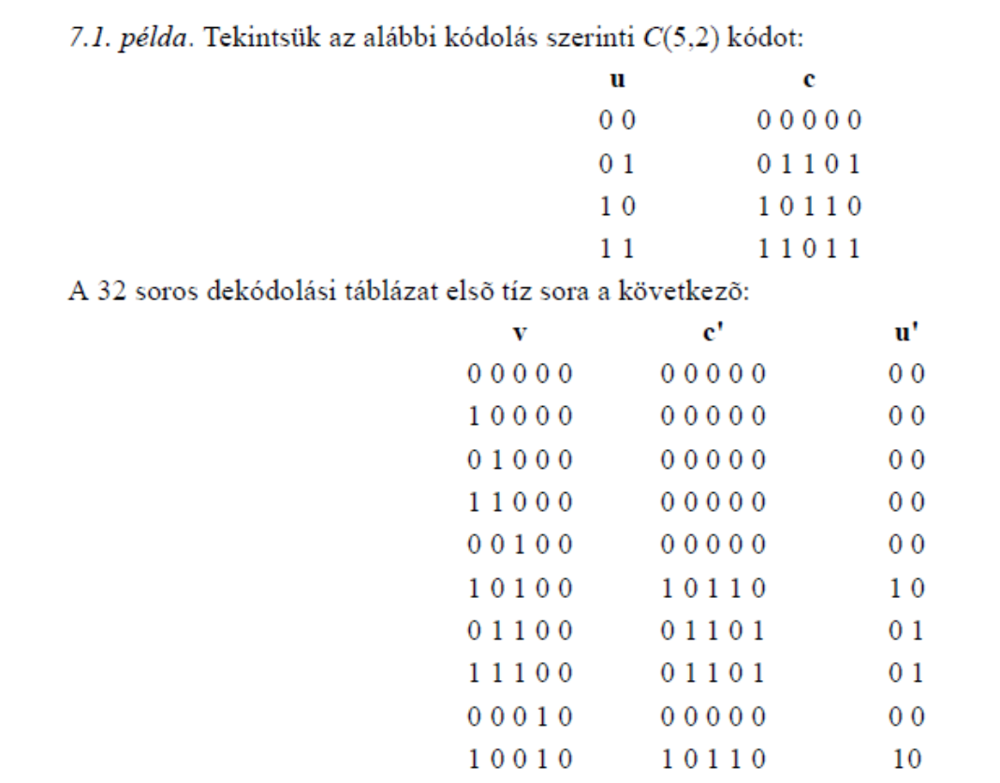 7.1. példa. Tekintsük az alábbi kódolás szerinti C(5,2) kódot:
u c
0 0 0 0 0 0 0
0 1 0 1 1 0 1
1 0 1 0 1 1 0
1 1 1 1 0 1 1
A 32 soros dekódolási táblázat elsõ tíz sora a következõ:
v c' u'
0 0 0 0 0 0 0 0 0 0 0 0
1 0 0 0 0 0 0 0 0 0 0 0
0 1 0 0 0 0 0 0 0 0 0 0
1 1 0 0 0 0 0 0 0 0 0 0
0 0 1 0 0 0 0 0 0 0 0 0
1 0 1 0 0 1 0 1 1 0 1 0
0 1 1 0 0 0 1 1 0 1 0 1
1 1 1 0 0 0 1 1 0 1 0 1
0 0 0 1 0 0 0 0 0 0 0 0
1 0 0 1 0 1 0 1 1 0 10